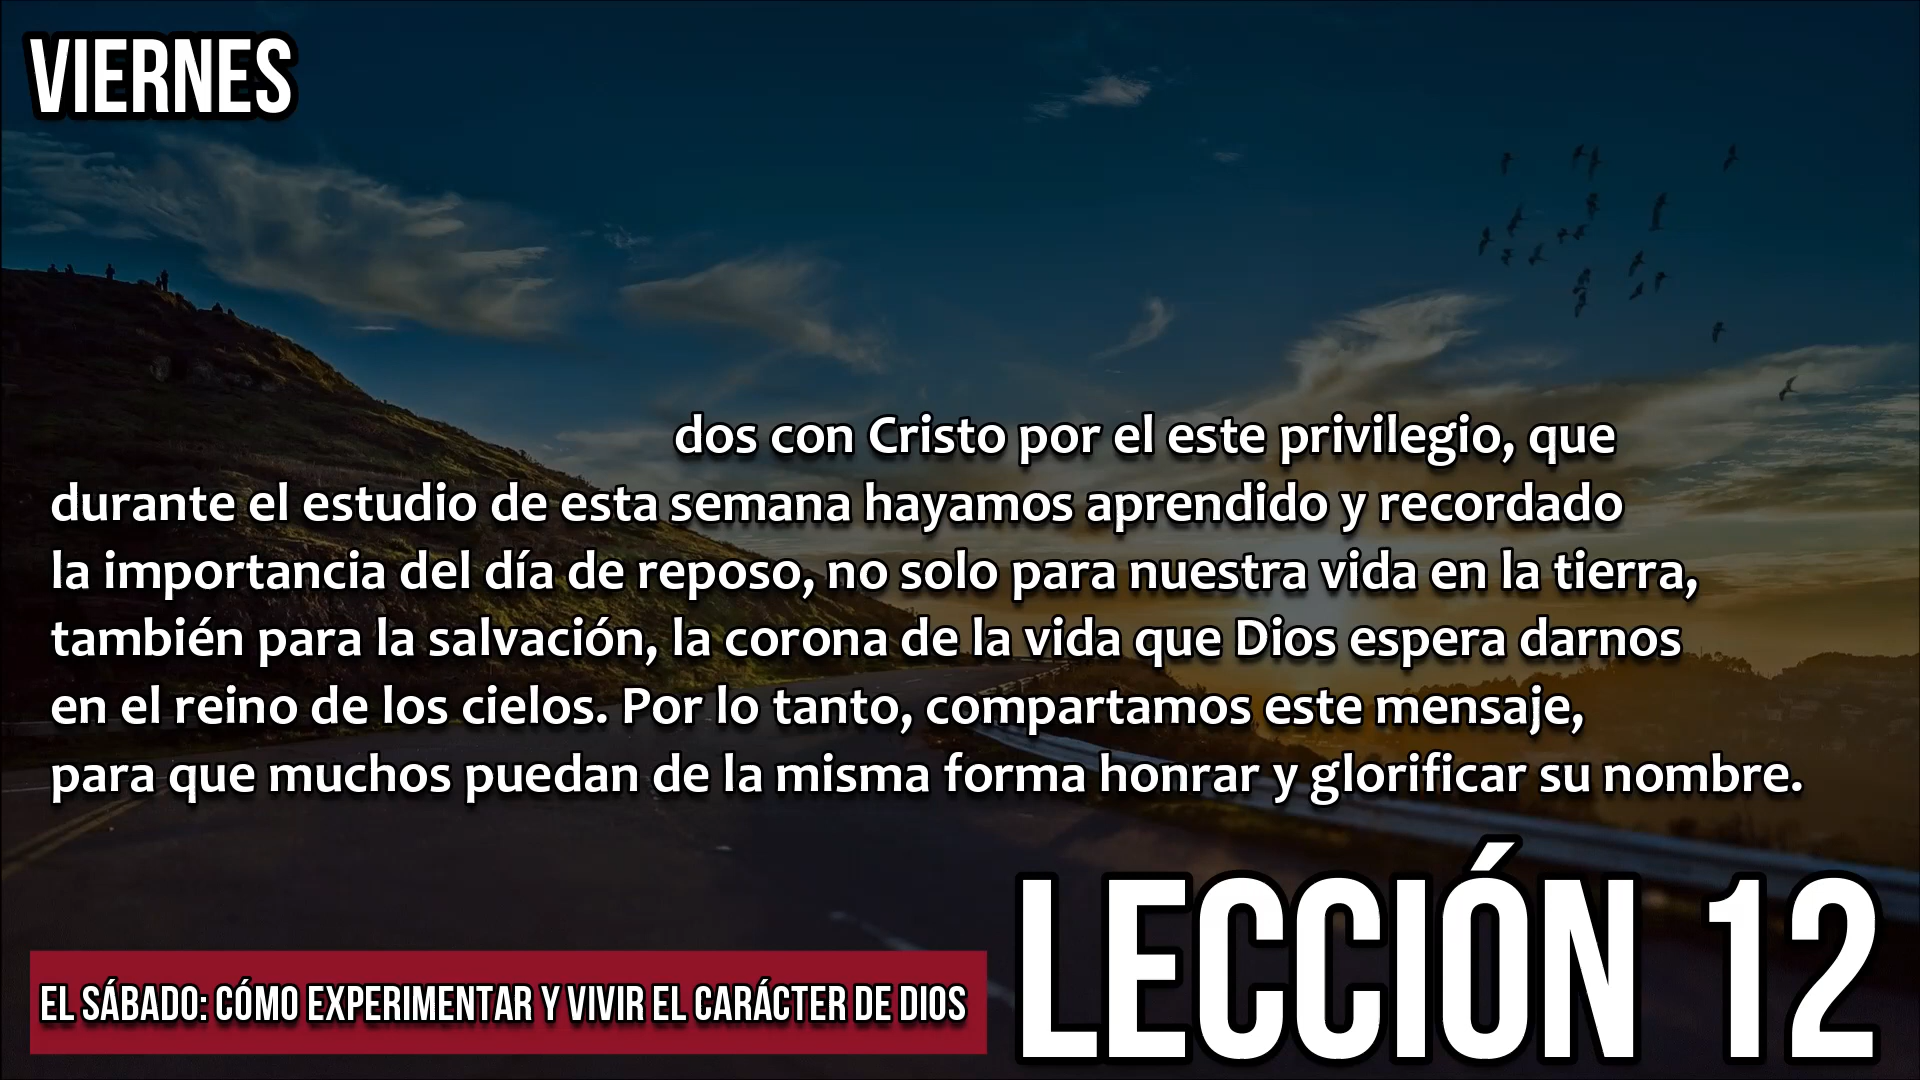 VIERNES
dos con Cristo por el este privilegio, que
durante el estudio de esta semana hayamos aprendido y recordado
la importancia del día de reposo, no solo para nuestra vida en la tierra,
también para la salvación, la corona de la vida que Dios espera darnos
en el reino de los cielos. Por lo tanto, compartamos este mensaje,
para que muchos puedan de la misma forma honrar y glorificar su nombre.
LECCIÓN 12
EL SÁBADO: CÓMO EXPERIMENTAR Y VIVIR EL CARÁCTER DE DIOS